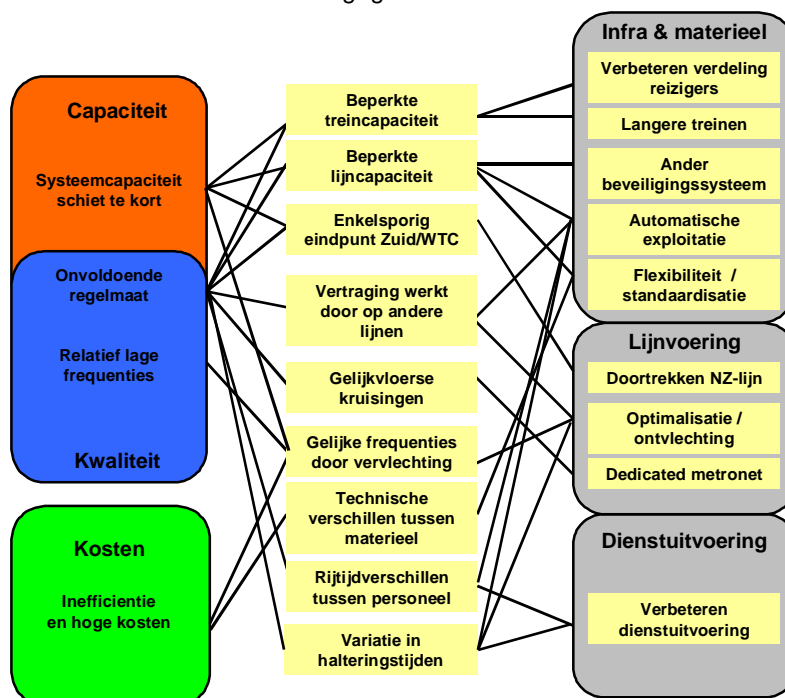 Capaciteit
Systeemcapaciteit
schiet te kort
Onvoldoende
regelmaat
Relatief lage
frequenties
Kwaliteit
Kosten
Inefficientie
en hoge kosten
Beperkte
treincapaciteit
Beperkte
lijncapaciteit
Enkelsporig
eindpunt Zuid/WTC
Vertraging werkt
door op andere
lijnen
Gelijkvloerse
kruisingen
Gelijke frequenties
door vervlechting
Technische
verschillen tussen
materieel
Rijtijdverschillen
tussen personeel
Variatie in
halteringstijden
Infra & materieel
Verbeteren verdeling
reizigers
Langere treinen
Ander
beveiligingssysteem
Automatische
exploitatie
Flexibiliteit /
standaardisatie
Lijnvoering
Doortrekken NZ-lijn
Optimalisatie /
ontvlechting
Dedicated metronet
Dienstuitvoering
Verbeteren
dienstuitvoering